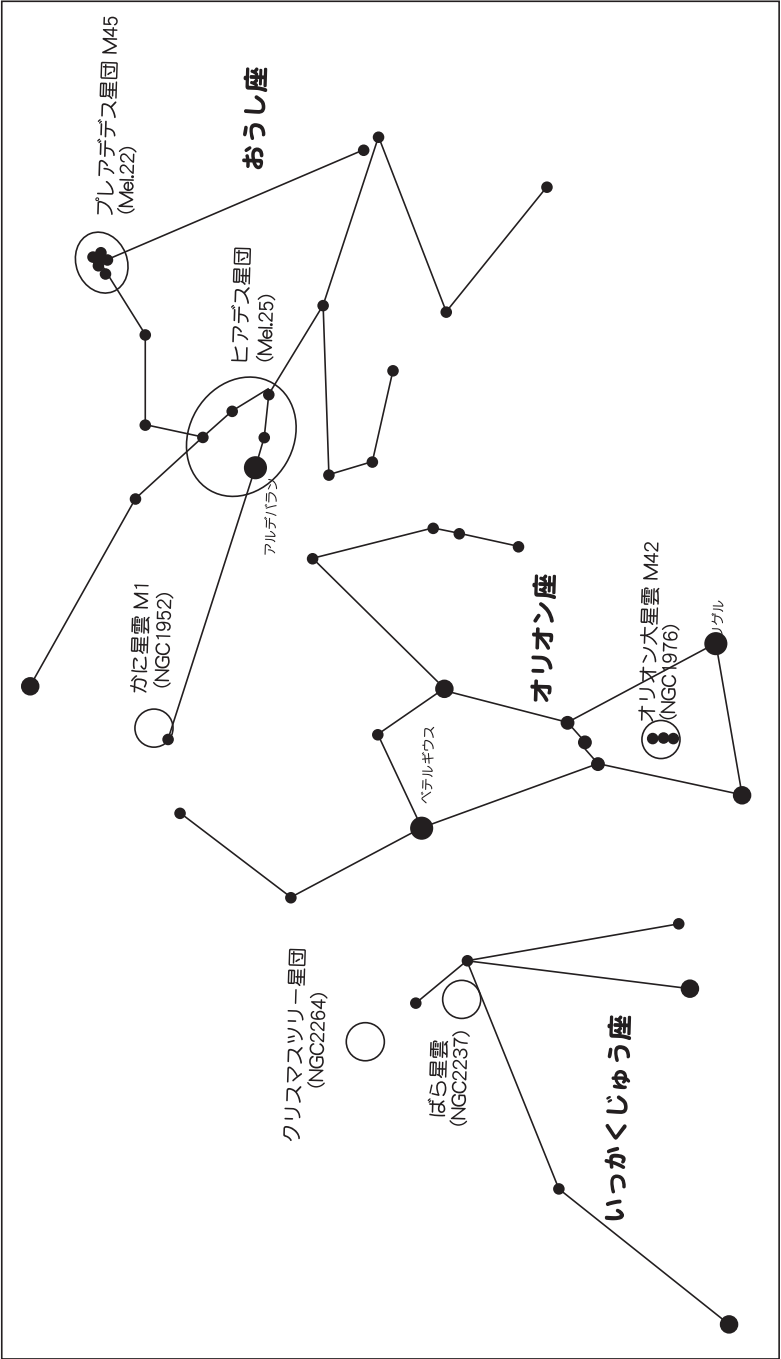 プレアデデス星団 M45
(Mel.22)
おうし座
ヒアデス星団
(Mel.25)
アルデバラン
かに星雲 M1
(NGC1952)
オリオン座
ベテルギウス
オリオン大星雲 M42
(NGC1976)
リゲル
クリスマスツリー星団
(NGC2264)
ばら星雲
(NGC2237)
いっかくじゅう座